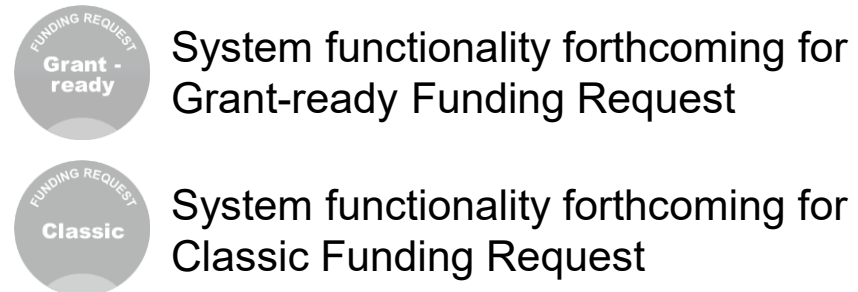 FUNDING REQUEST
Grant -
ready
System functionality forthcoming for
Grant-ready Funding Request
FUNDING REQUEST
Classic
System functionality forthcoming for
Classic Funding Request